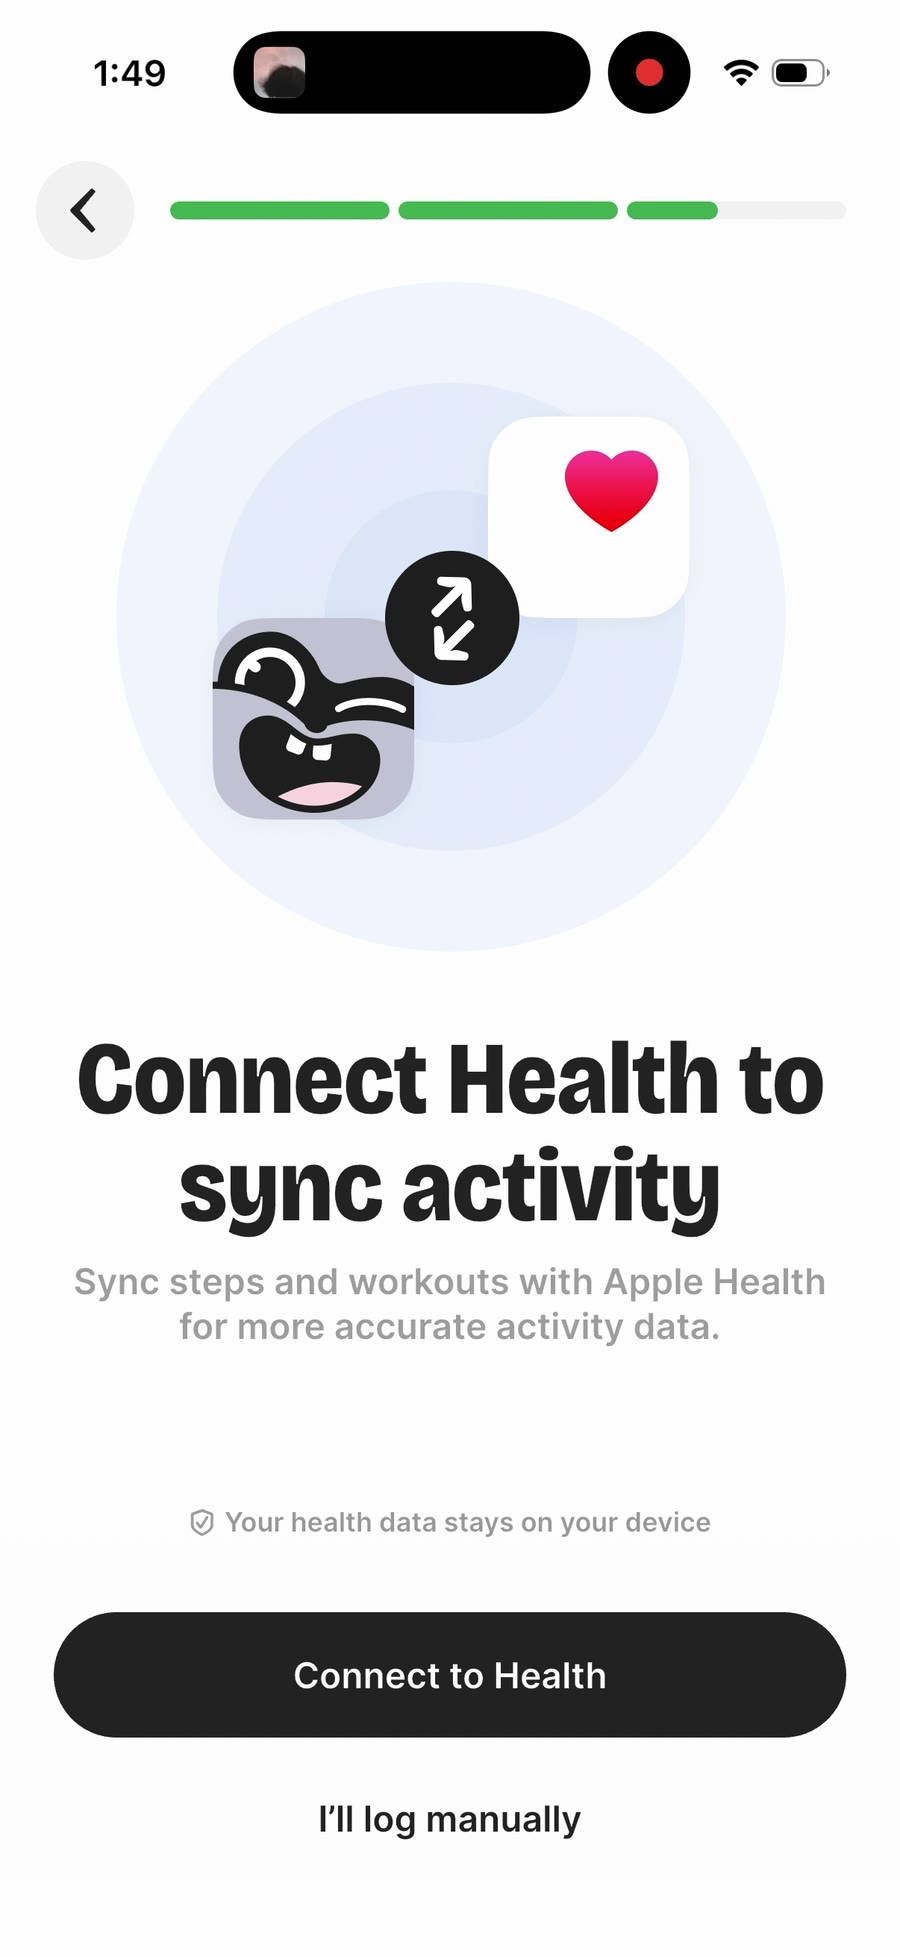 1:49
Connect Health to
sync activity
Sync steps and workouts with Apple Health
for more accurate activity data.
Your health data stays on your device
Connect to Health
I’ll log manually